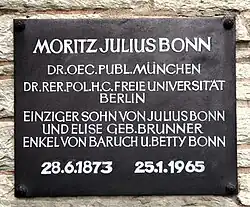 MORITZ JULIUS BONN
DR.OEC.PUBL.MÜNCHEN
DR.RER.POL.H.C.FREIE UNIVERSITÄT
BERLIN
EINZIGER SOHN VON JULIUS BONN
UND ELISE GEB.BRUNNER
ENKEL VON BARUCH U.BETTY BONN
28.6.1873 25.1.1965